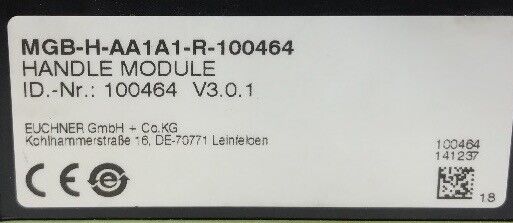 MGB-H-AA1A1-R-100464
HANDLE MODULE
ID.-Nr.: 100464 V3.0.1
EUCHNER GmbH + Co.KG
Kohlhammerstraße 16, DE-70771 Leinfelden
100464
141237
CE
18